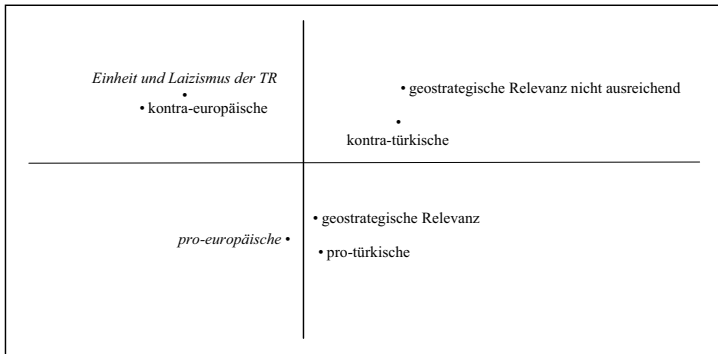 Einheit und Laizismus der TR
• kontra-europäische
• geostrategische Relevanz nicht ausreichend
kontra-türkische
• geostrategische Relevanz
pro-europäische •
• pro-türkische